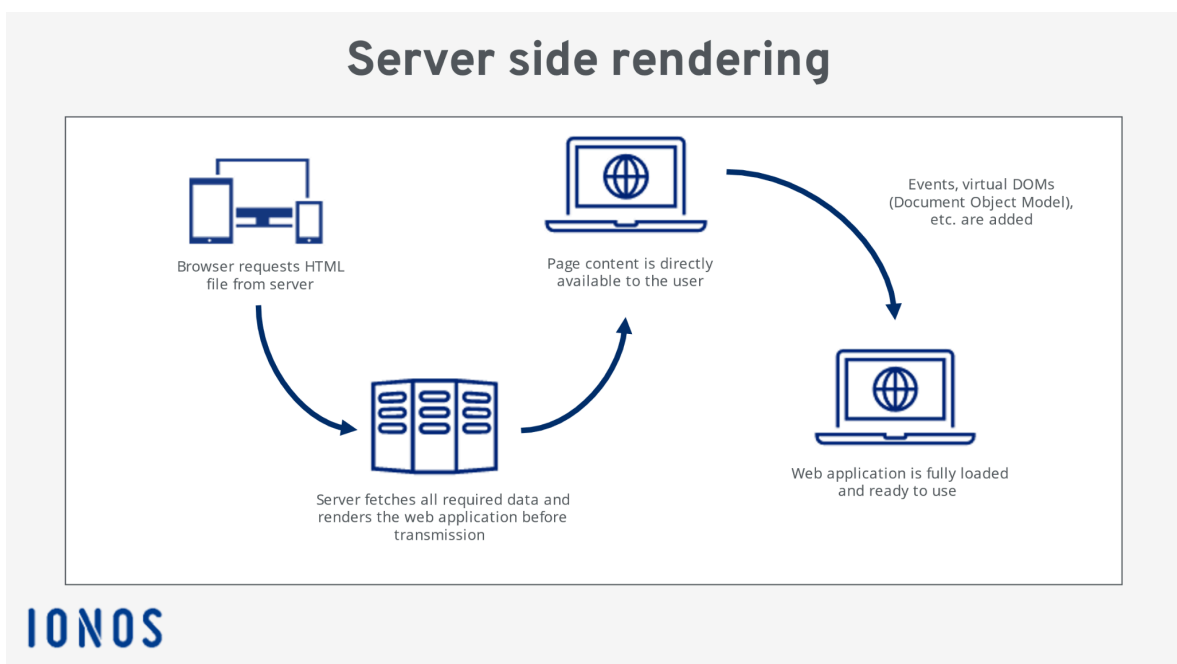 Server side rendering
Browser requests HTML
file from server
Server fetches all required data and
renders the web application before
transmission
Page content is directly
available to the user
Events, virtual DOMs
(Document Object Model),
etc. are added
Web application is fully loaded
and ready to use
IONOS